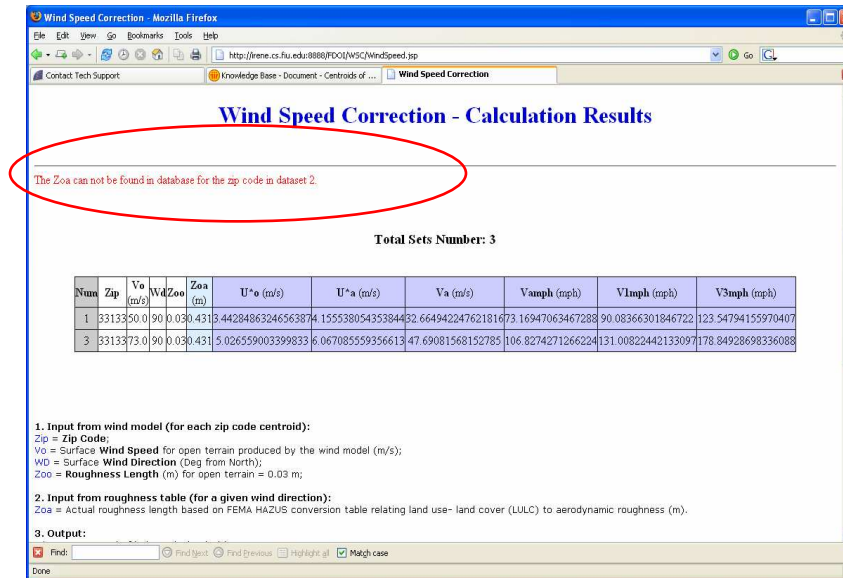 Wind Speed Correction - Mozilla Firefox
File Edit View Go Bookmarks Tools Help
http://irene.cs.fiu.edu:8888/FDOI/WSC/WindSpeed.jsp Go
Contact Tech Support Knowledge Base - Document - Centroids of ... Wind Speed Correction
Wind Speed Correction - Calculation Results
The Zoa can not be found in database for the zip code in dataset 2.
Total Sets Number: 3
Num Zip Vo (m/s) Wd Zoo Zoa (m) U*o (m/s) U*a (m/s) Va (m/s) Vamph (mph) V1mph (mph) V3mph (mph)
1 33133 50.0 90 0.03 0.431 3.442848632465638 74.155538054353844 32.664942247621816 73.16947063467288 90.08366301846722 123.54794155970407
3 33133 73.0 90 0.03 0.431 5.026559003399833 6.067085559356613 47.69081568152785 106.8274271266224 131.00822442133097 178.84928698336088
1. Input from wind model (for each zip code centroid):
Zip = Zip Code;
Vo = Surface Wind Speed for open terrain produced by the wind model (m/s);
WD = Surface Wind Direction (Deg from North);
Zoo = Roughness Length (m) for open terrain = 0.03 m;
2. Input from roughness table (for a given wind direction):
Zoa = Actual roughness length based on FEMA HAZUS conversion table relating land use- land cover (LULC) to aerodynamic roughness (m).
3. Output:
Find: Find Next Find Previous Highlight all Match case
Done